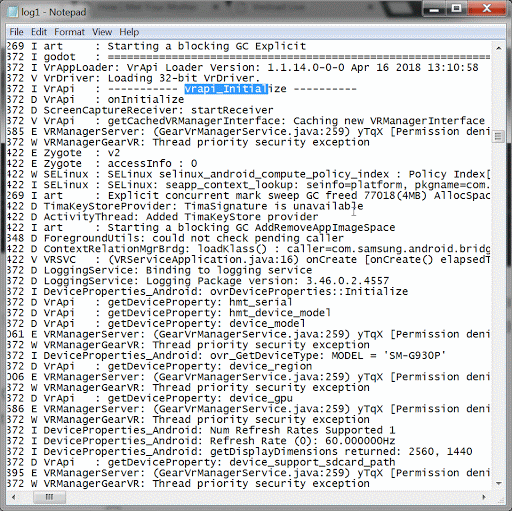 log1 - Notepad
File Edit Format View Help
269 I art : Starting a blocking GC Explicit
372 I godot : ==========================================================
372 I VrAppLoader: VrApi Loader Version: 1.1.14.0-0-0 Apr 16 2018 13:10:58
372 V VrDriver: Loading 32-bit VrDriver.
372 I VrApi : ----------- vrapi_Initialize ----------
372 D VrApi : onInitialize
372 D ScreenCaptureReceiver: startReceiver
372 V VrApi : getCachedVRManagerInterface: Caching new VRManagerInterface
585 E VRManagerServer: (GearVrManagerService.java:259) yTqX [Permission deni
372 W VRManagerGearVR: Thread priority security exception
422 E Zygote : v2
422 E Zygote : accessInfo : 0
422 W SELinux : SELinux selinux_android_compute_policy_index : Policy Index[
422 I SELinux : SELinux: seapp_context_lookup: seinfo=platform, pkgname=com.
269 I art : Explicit concurrent mark sweep GC freed 77018(4MB) AllocSpac
422 D TimaKeyStoreProvider: TimaSignature is unavailable
422 D ActivityThread: Added TimaKeyStore provider
422 I art : Starting a blocking GC AddRemoveAppImageSpace
348 D ForegroundUtils: could not check pending caller
422 D ContextRelationMgrBrdg: loadKlass() : caller=com.samsung.android.bridg
422 V VRSVC : (VRServiceApplication.java:16) onCreate [onCreate() elapsedT
372 D LoggingService: Binding to logging service
372 D LoggingService: Logging Package version: 3.46.0.2.4557
372 I DeviceProperties_Android: ovrDeviceProperties::Initialize
372 D VrApi : getDeviceProperty: hmt_serial
372 D VrApi : getDeviceProperty: hmt_device_model
372 D VrApi : getDeviceProperty: device_model
061 E VRManagerServer: (GearVrManagerService.java:259) yTqX [Permission deni
372 W VRManagerGearVR: Thread priority security exception
372 I DeviceProperties_Android: ovr_GetDeviceType: MODEL = 'SM-G930P'
372 D VrApi : getDeviceProperty: device_region
006 E VRManagerServer: (GearVrManagerService.java:259) yTqX [Permission deni
372 W VRManagerGearVR: Thread priority security exception
372 D VrApi : getDeviceProperty: device_gpu
586 E VRManagerServer: (GearVrManagerService.java:259) yTqX [Permission deni
372 W VRManagerGearVR: Thread priority security exception
372 I DeviceProperties_Android: Num Refresh Rates Supported 1
372 I DeviceProperties_Android: Refresh Rate (0): 60.000000Hz
372 I DeviceProperties_Android: getDisplayDimensions returned: 2560, 1440
372 D VrApi : getDeviceProperty: device_support_sdcard_path
395 E VRManagerServer: (GearVrManagerService.java:259) yTqX [Permission deni
372 W VRManagerGearVR: Thread priority security exception